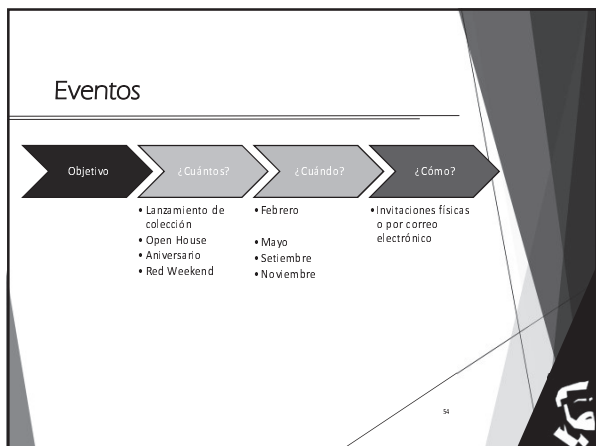 Eventos
Objetivo
¿Cuántos?
¿Cuándo?
¿Cómo?
• Lanzamiento de
colección
• Open House
• Aniversario
• Red Weekend
• Febrero
• Mayo
• Setiembre
• Noviembre
• Invitaciones físicas
o por correo
electrónico
54